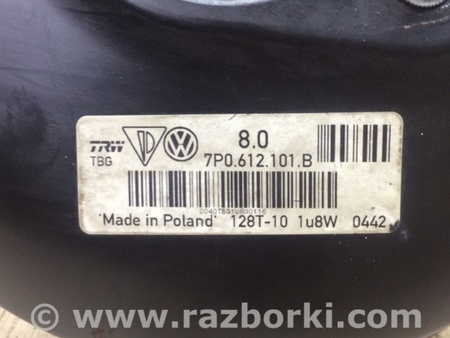 8.0
TRW
TBG
7P0.612.101.B
'Made in Poland' 128T-10 1u8W 0442
www.razborki.com